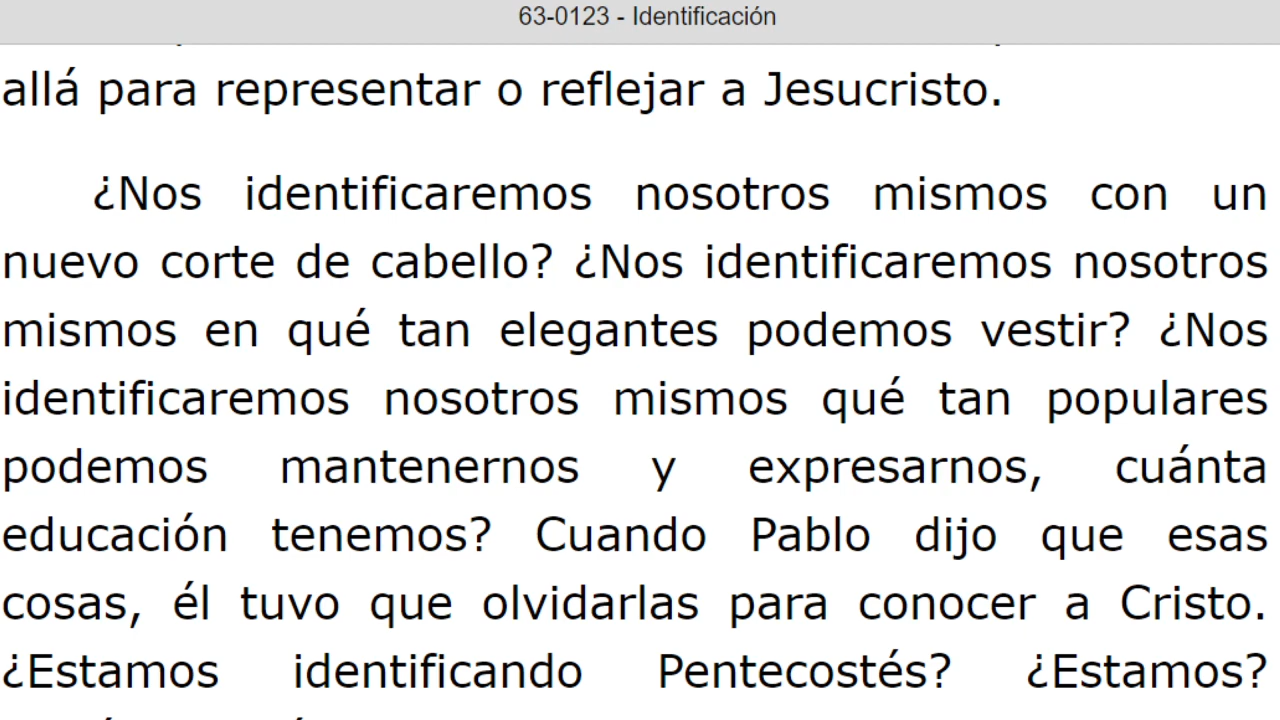 63-0123 - Identificación
allá para representar o reflejar a Jesucristo.
¿Nos identificaremos nosotros mismos con un
nuevo corte de cabello? ¿Nos identificaremos nosotros
mismos en qué tan elegantes podemos vestir? ¿Nos
identificaremos nosotros mismos qué tan populares
podemos mantenernos y expresarnos, cuánta
educación tenemos? Cuando Pablo dijo que esas
cosas, él tuvo que olvidarlas para conocer a Cristo.
¿Estamos identificando Pentecostés? ¿Estamos?